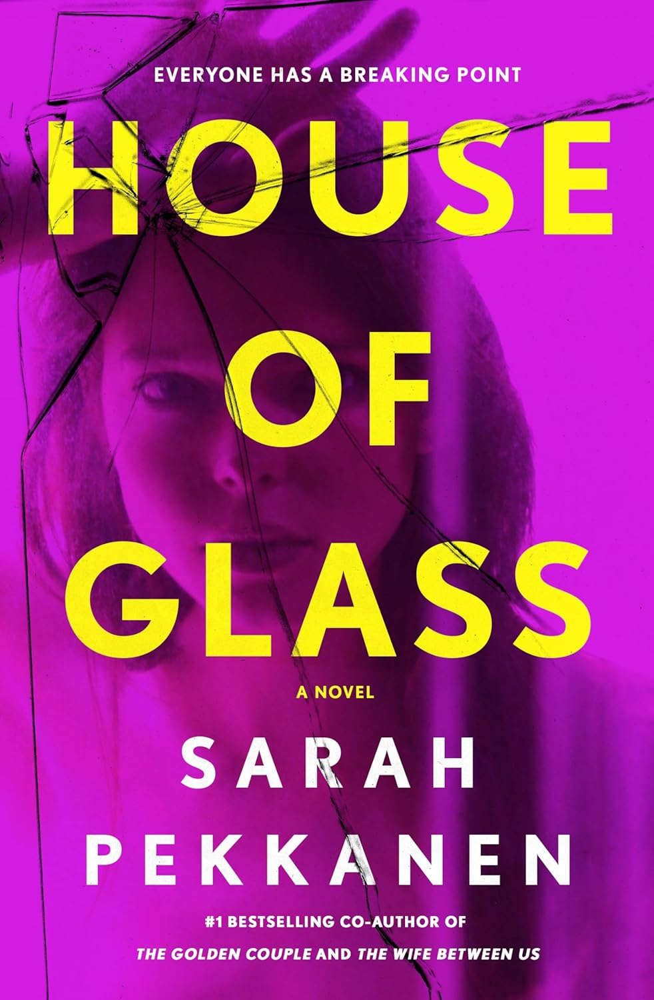 EVERYONE HAS A BREAKING POINT
HOUSE
OF
GLASS
A NOVEL
SARAH
PEKKANEN
#1 BESTSELLING CO-AUTHOR OF
THE GOLDEN COUPLE AND THE WIFE BETWEEN US